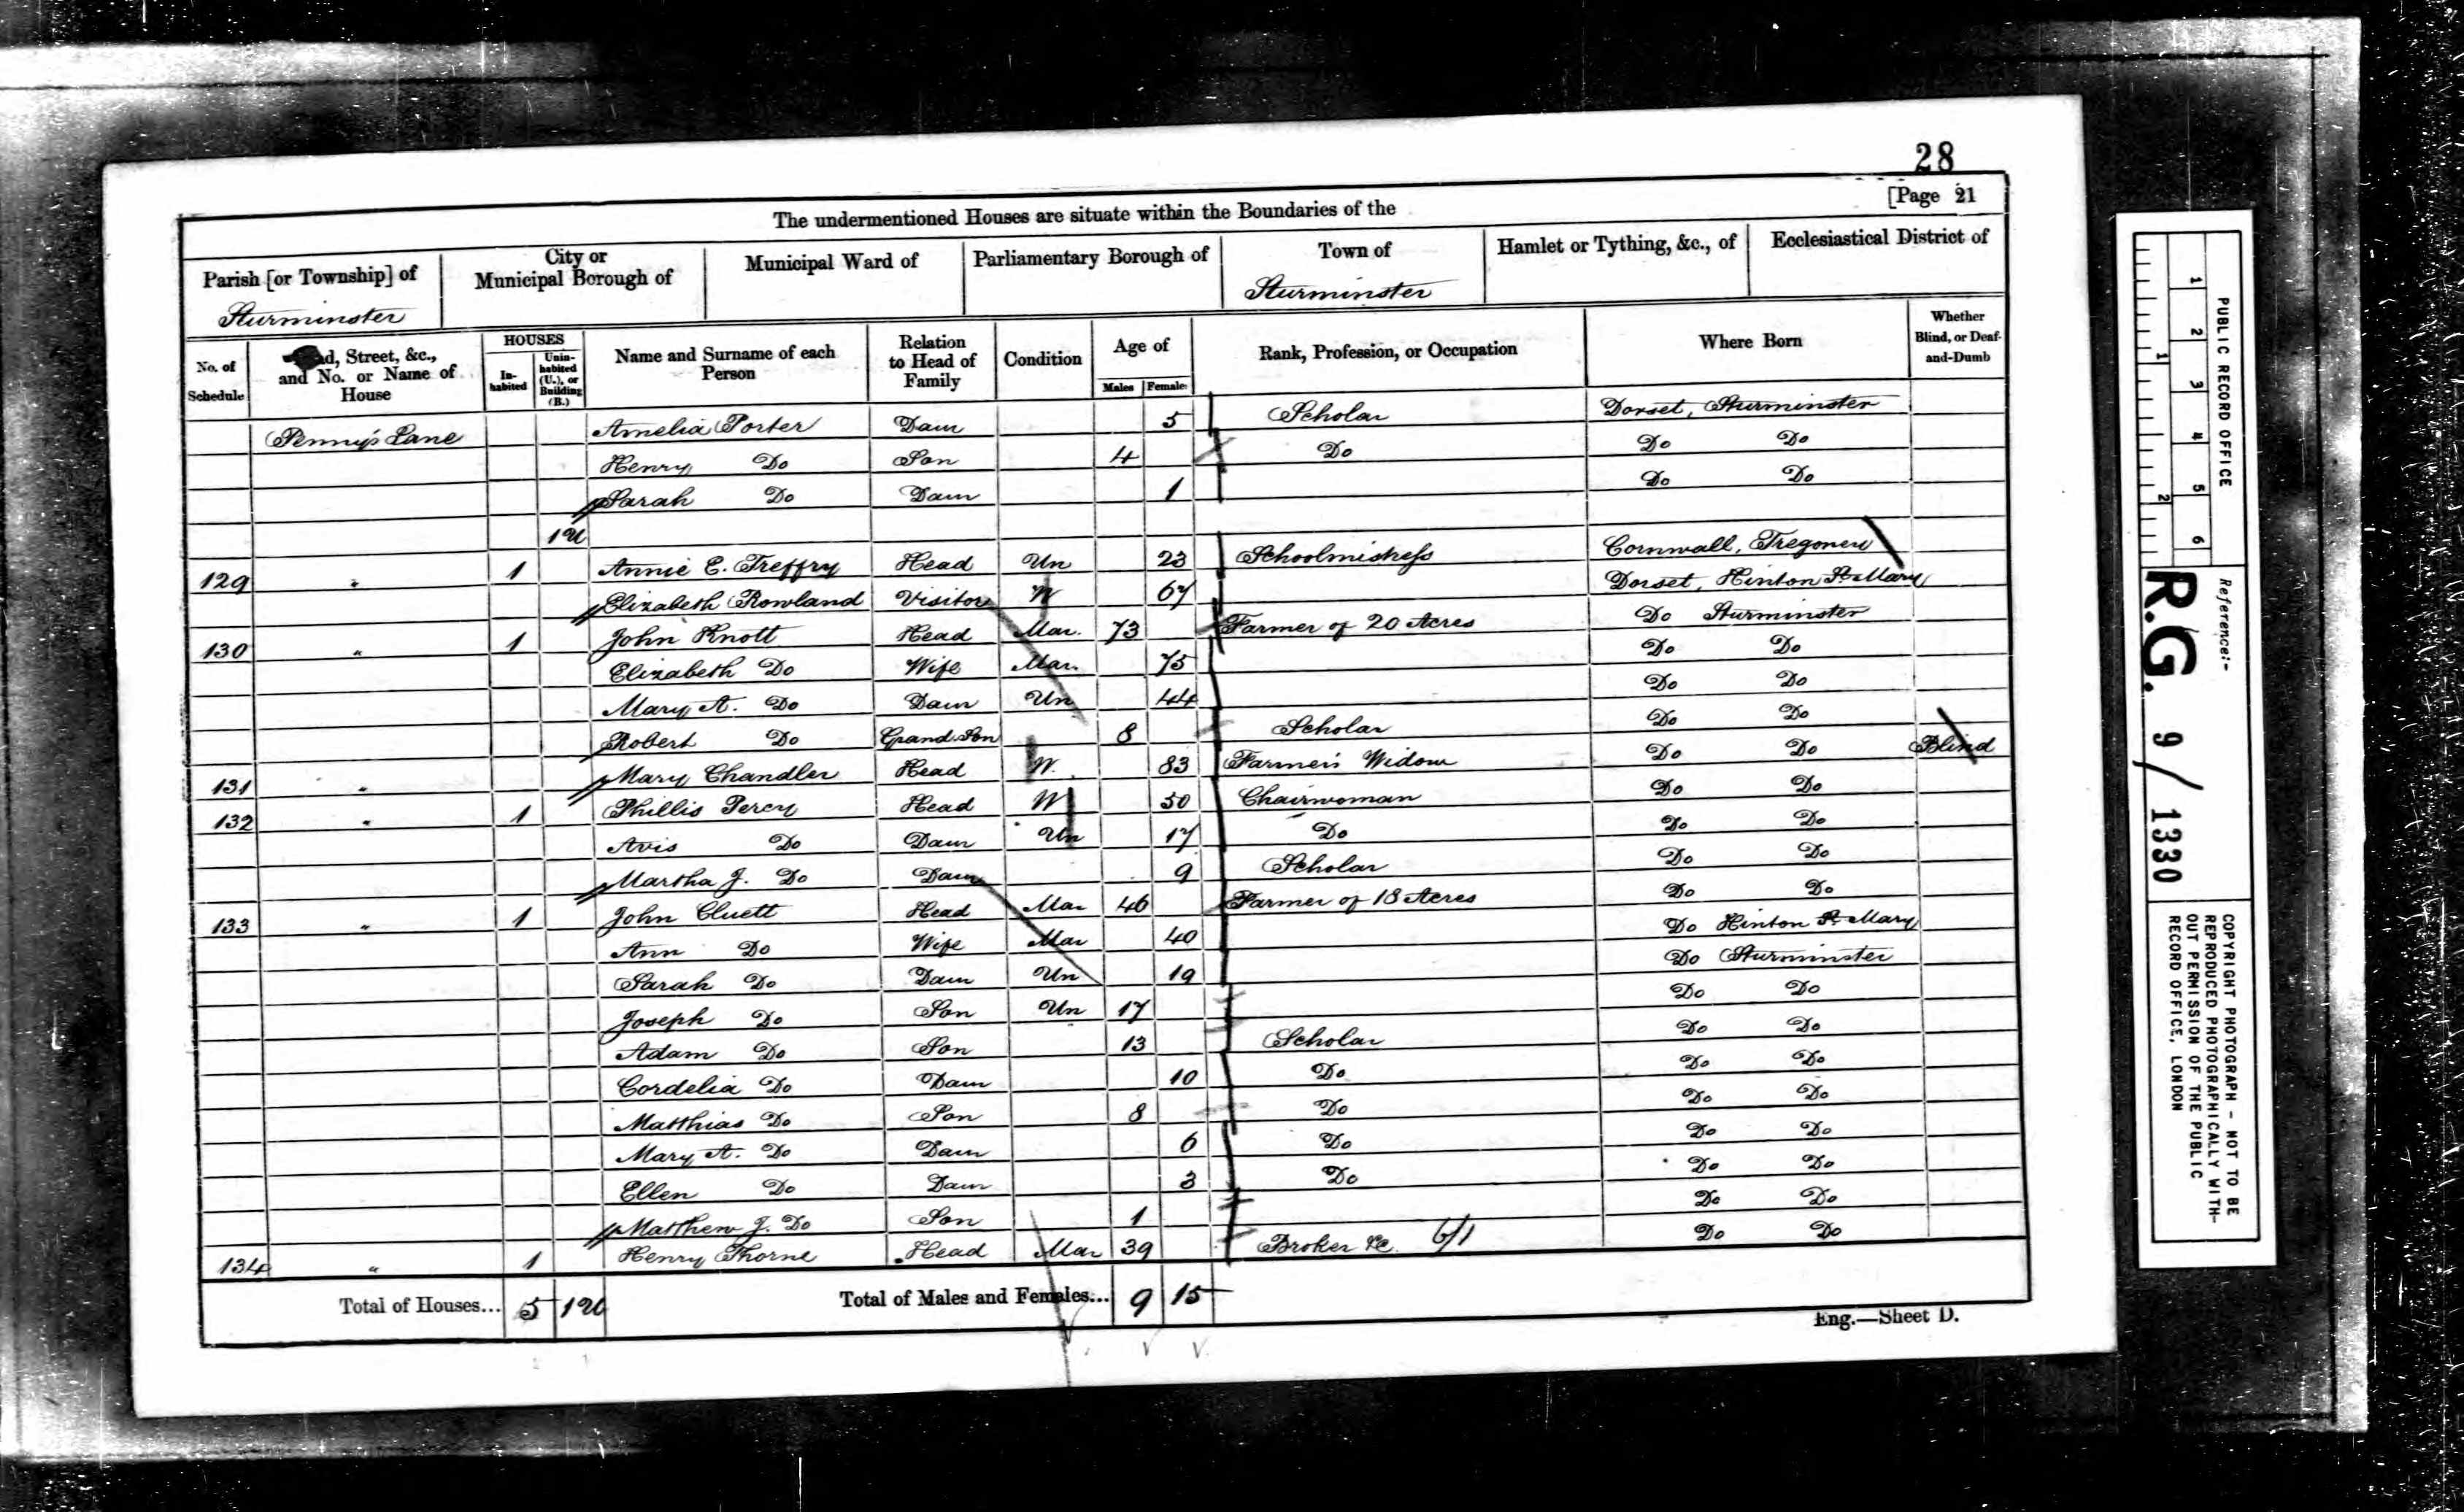 28
[Page 21
The undermentioned Houses are situate within the Boundaries of the
Parish [or Township] of
Sturminster
City or Municipal Borough of
Municipal Ward of
Parliamentary Borough of
Town of
Sturminster
Hamlet or Tything, &c., of
Ecclesiastical District of
No. of Schedule
Street, &c., and No. or Name of House
HOUSES
In-habited
Unin-habited (U.), or Building (B.)
Name and Surname of each Person
Relation to Head of Family
Condition
Age of
Males Females
Rank, Profession, or Occupation
Where Born
Whether Blind, or Deaf-and-Dumb
Penny's Lane Amelia Porter Daur 5 Scholar Dorset, Sturminster
Henry Do Son 4 Do Do Do
Sarah Do Daur 1 Do Do
1U
129 " 1 Annie E. Treffry Head Un 23 Schoolmistress Cornwall, Tregoney
Elizabeth Rowland Visitor W 67 Dorset, Hinton St Mary
130 " 1 John Knott Head Mar. 73 Farmer of 20 Acres Do Sturminster
Elizabeth Do Wife Mar. 75 Do Do
Mary A. Do Daur Un 44 Do Do
Robert Do Grand Son 8 Scholar Do Do
131 " Mary Chandler Head W. 83 Farmer's Widow Do Do Blind
132 " 1 Phillis Percy Head W 50 Chairwoman Do Do
Avis Do Daur Un 17 Do Do Do
Martha J. Do Daur 9 Scholar Do Do
133 " 1 John Cluett Head Mar 46 Farmer of 18 Acres Do Do
Ann Do Wife Mar 40 Do Hinton St Mary
Sarah Do Daur Un 19 Do Sturminster
Joseph Do Son Un 17 Do Do
Adam Do Son 13 Scholar Do Do
Cordelia Do Daur 10 Do Do Do
Matthias Do Son 8 Do Do Do
Mary A. Do Daur 6 Do Do Do
Ellen Do Daur 3 Do Do Do
Matthew J. Do Son 1 Do Do
134 " 1 Henry Thorne Head Mar 39 Broker &c. 6/1 Do Do
Total of Houses... 5 1U Total of Males and Females... 9 15
Eng.—Sheet D.
1 2 3 4 5 6
1 2
PUBLIC RECORD OFFICE
Reference:-
R.G. 9/1330
COPYRIGHT PHOTOGRAPH - NOT TO BE
REPRODUCED PHOTOGRAPHICALLY WITH-
OUT PERMISSION OF THE PUBLIC
RECORD OFFICE, LONDON